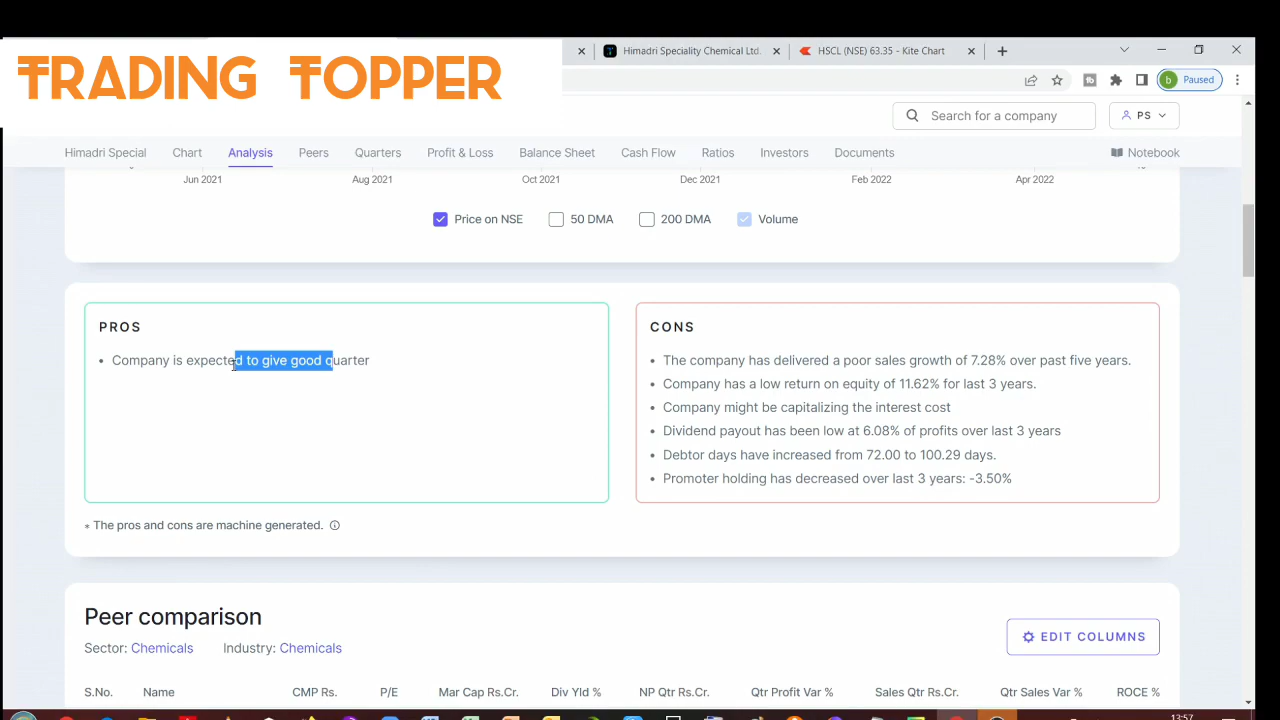 TRADING TOPPER
Himadri Speciality Chemical Ltd.
HSCL (NSE) 63.35 - Kite Chart
b Paused
Search for a company
PS
Himadri Special Chart Analysis Peers Quarters Profit & Loss Balance Sheet Cash Flow Ratios Investors Documents Notebook
Jun 2021 Aug 2021 Oct 2021 Dec 2021 Feb 2022 Apr 2022
Price on NSE 50 DMA 200 DMA Volume
PROS
• Company is expected to give good quarter
CONS
• The company has delivered a poor sales growth of 7.28% over past five years.
• Company has a low return on equity of 11.62% for last 3 years.
• Company might be capitalizing the interest cost
• Dividend payout has been low at 6.08% of profits over last 3 years
• Debtor days have increased from 72.00 to 100.29 days.
• Promoter holding has decreased over last 3 years: -3.50%
* The pros and cons are machine generated.
Peer comparison
EDIT COLUMNS
Sector: Chemicals Industry: Chemicals
S.No. Name CMP Rs. P/E Mar Cap Rs.Cr. Div Yld % NP Qtr Rs.Cr. Qtr Profit Var % Sales Qtr Rs.Cr. Qtr Sales Var % ROCE %
13:57